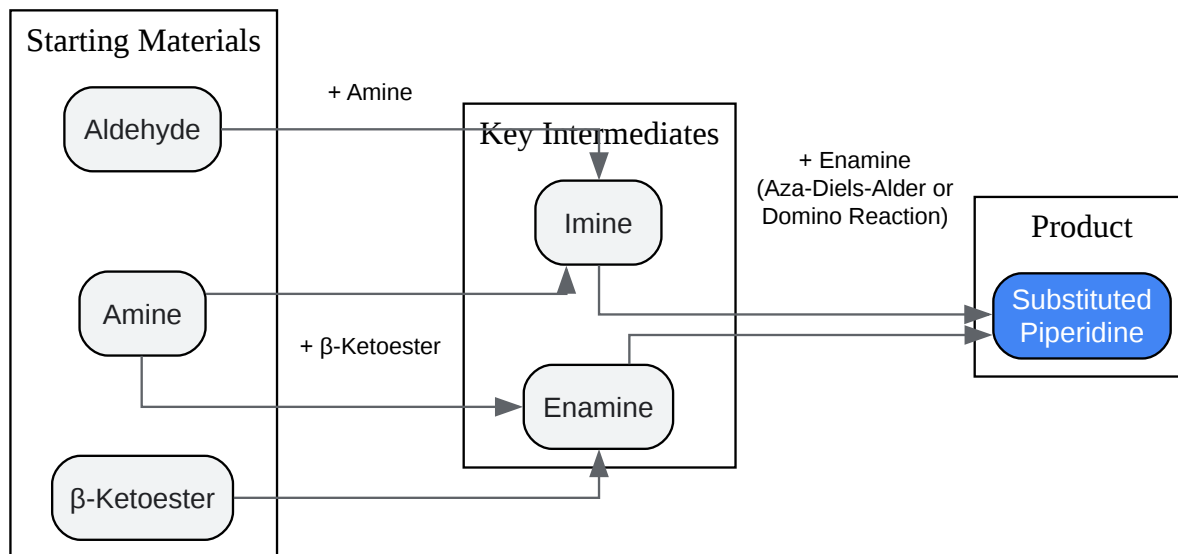 Starting Materials
Aldehyde
+ Amine
Key Intermediates
Imine
+ Enamine
(Aza-Diels-Alder or
Domino Reaction)
Product
Substituted
Piperidine
Amine
+ β-Ketoester
Enamine
β-Ketoester